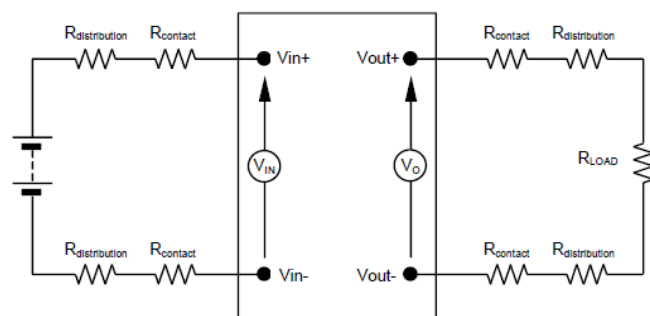 Rdistribution Rcontact Rcontact Rdistribution
Vin+ Vout+
VIN VO RLOAD
Rdistribution Rcontact Rcontact Rdistribution
Vin- Vout-